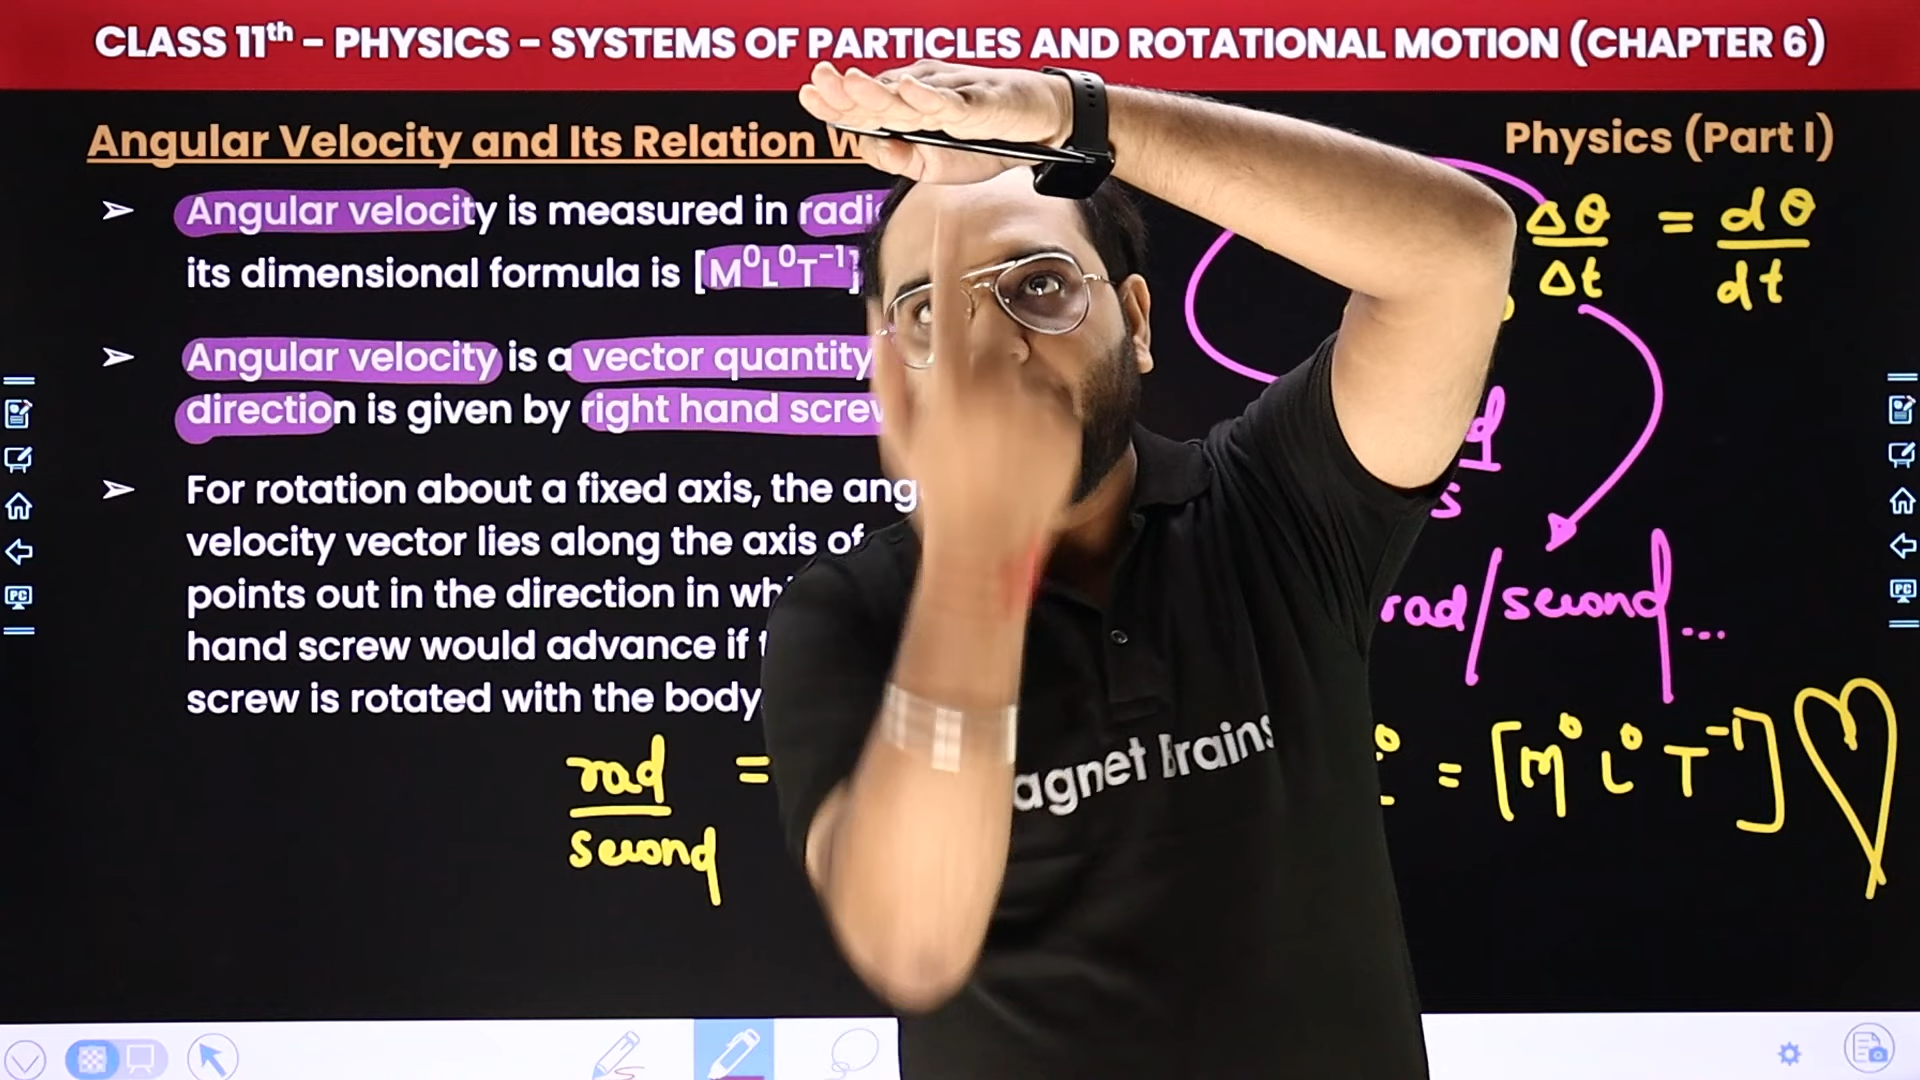 CLASS 11th - PHYSICS - SYSTEMS OF PARTICLES AND ROTATIONAL MOTION (CHAPTER 6)
Angular Velocity and Its Relation
Physics (Part I)
➢ Angular velocity is measured in
its dimensional formula is [M⁰L⁰T⁻¹]
➢ Angular velocity is a vector quantity
direction is given by right hand
➢ For rotation about a fixed axis, the
velocity vector lies along the axis of
points out in the direction in
hand screw would advance if
screw is rotated with the body
Δθ/Δt = dθ/dt
rad/second...
rad/second =
= [M⁰ L⁰ T⁻¹]
agnet Brains
PC
PC